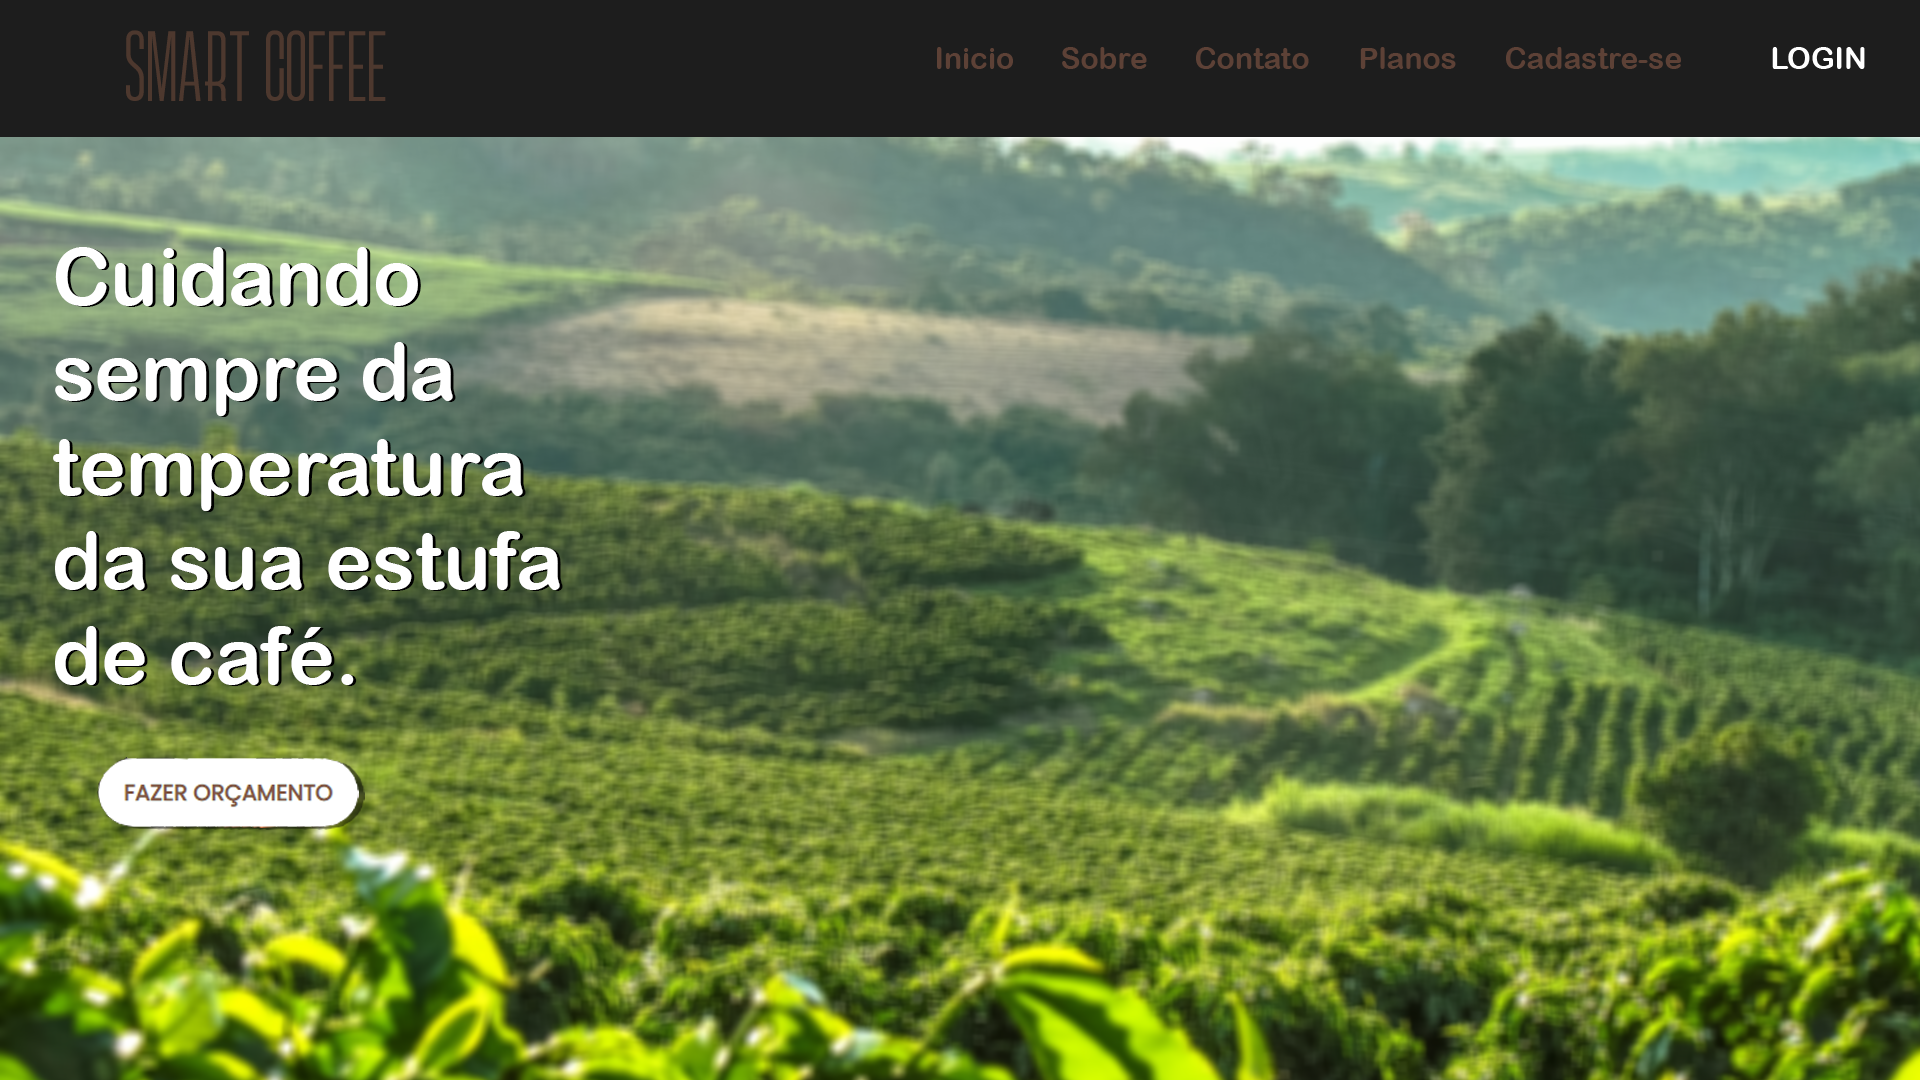 SMART COFFEE
Inicio Sobre Contato Planos Cadastre-se LOGIN
Cuidando
sempre da
temperatura
da sua estufa
de café.
FAZER ORÇAMENTO